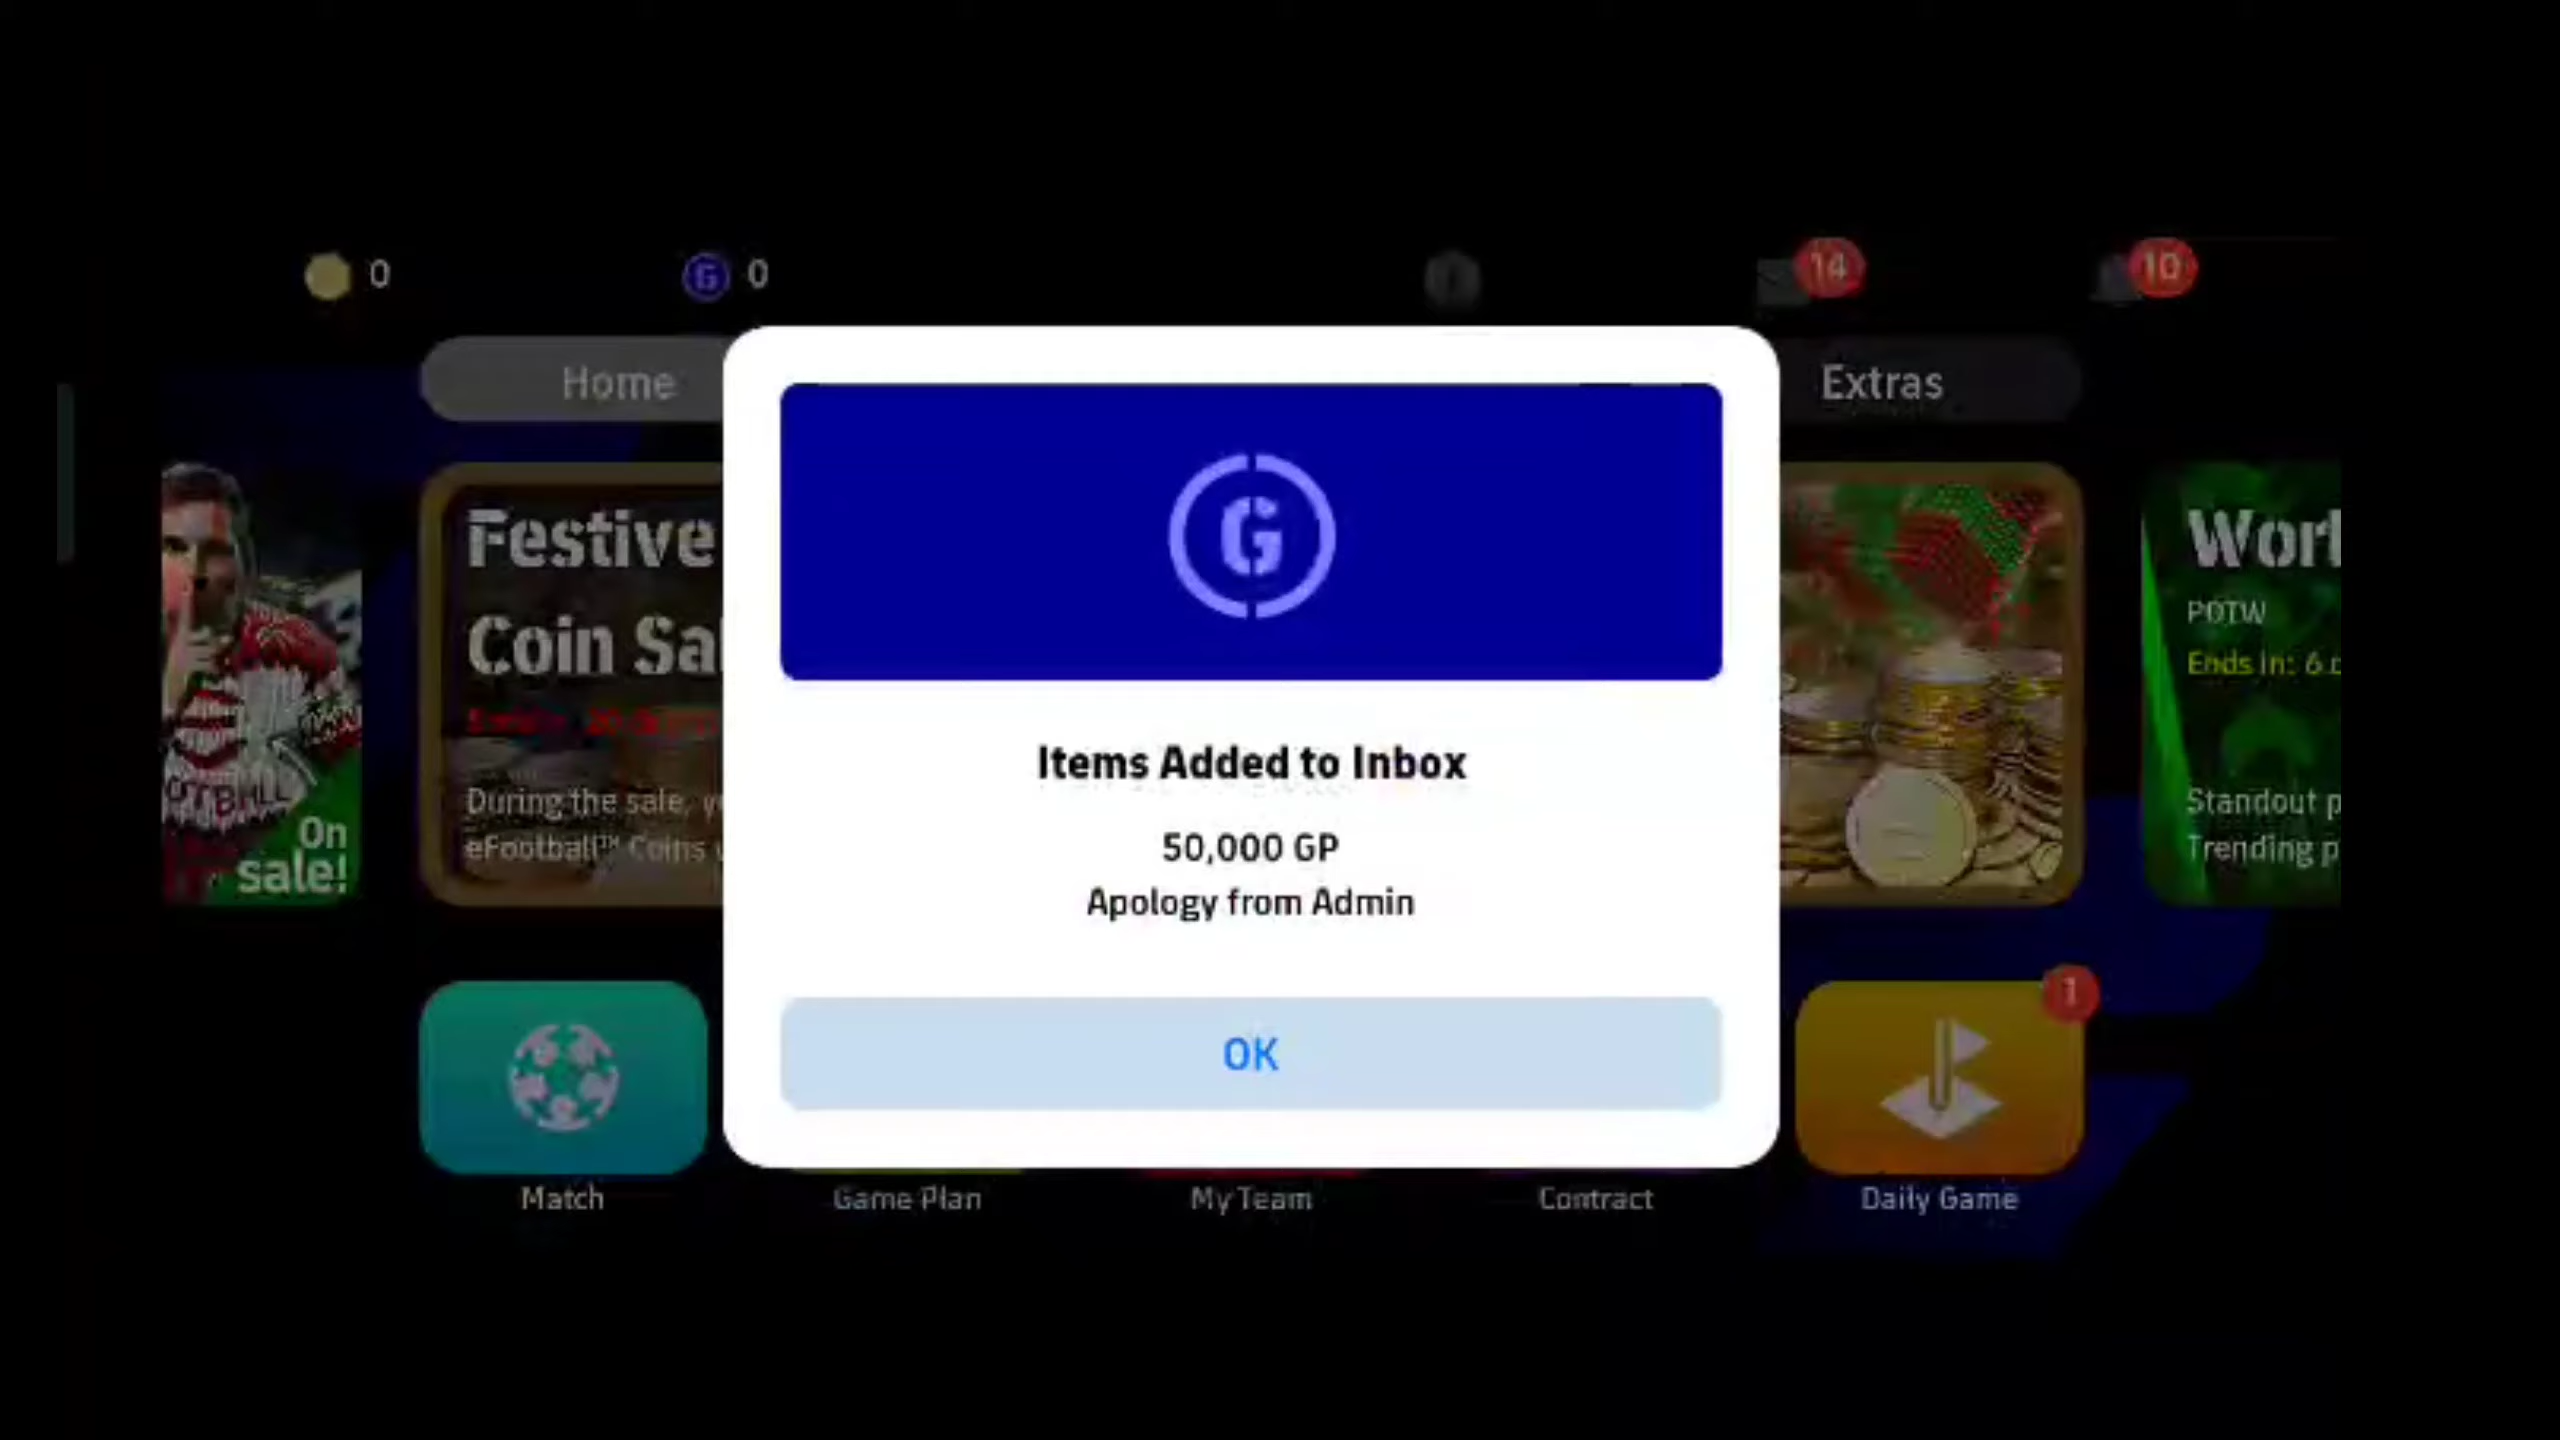 0
G 0
14
10
Home
Extras
Festive
Coin Sa
During the sale, y
eFootball™ Coins
On
sale!
G
Items Added to Inbox
50,000 GP
Apology from Admin
OK
Worl
POTW
Ends in: 6
Standout p
Trending p
1
Match
Game Plan
My Team
Contract
Daily Game